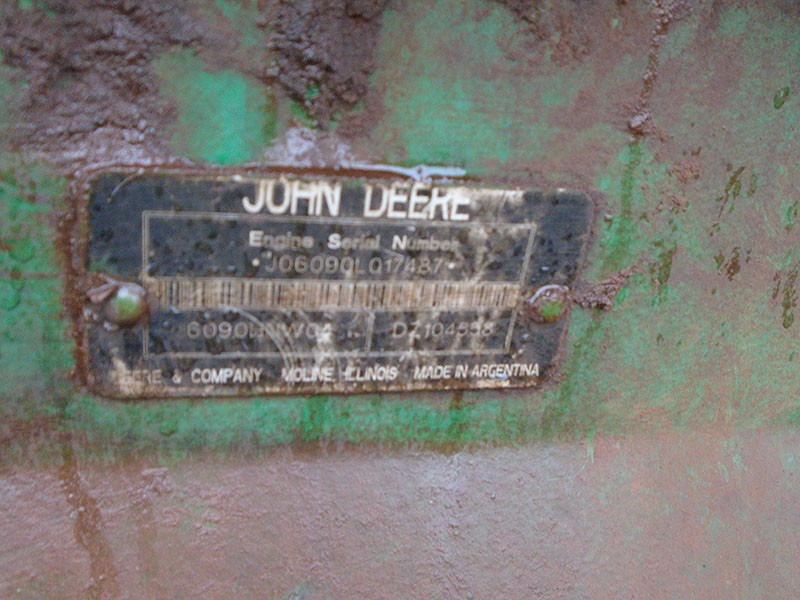 JOHN DEERE
Engine Serial Number
*J06090L017487*
DEERE & COMPANY MOLINE, ILLINOIS MADE IN ARGENTINA